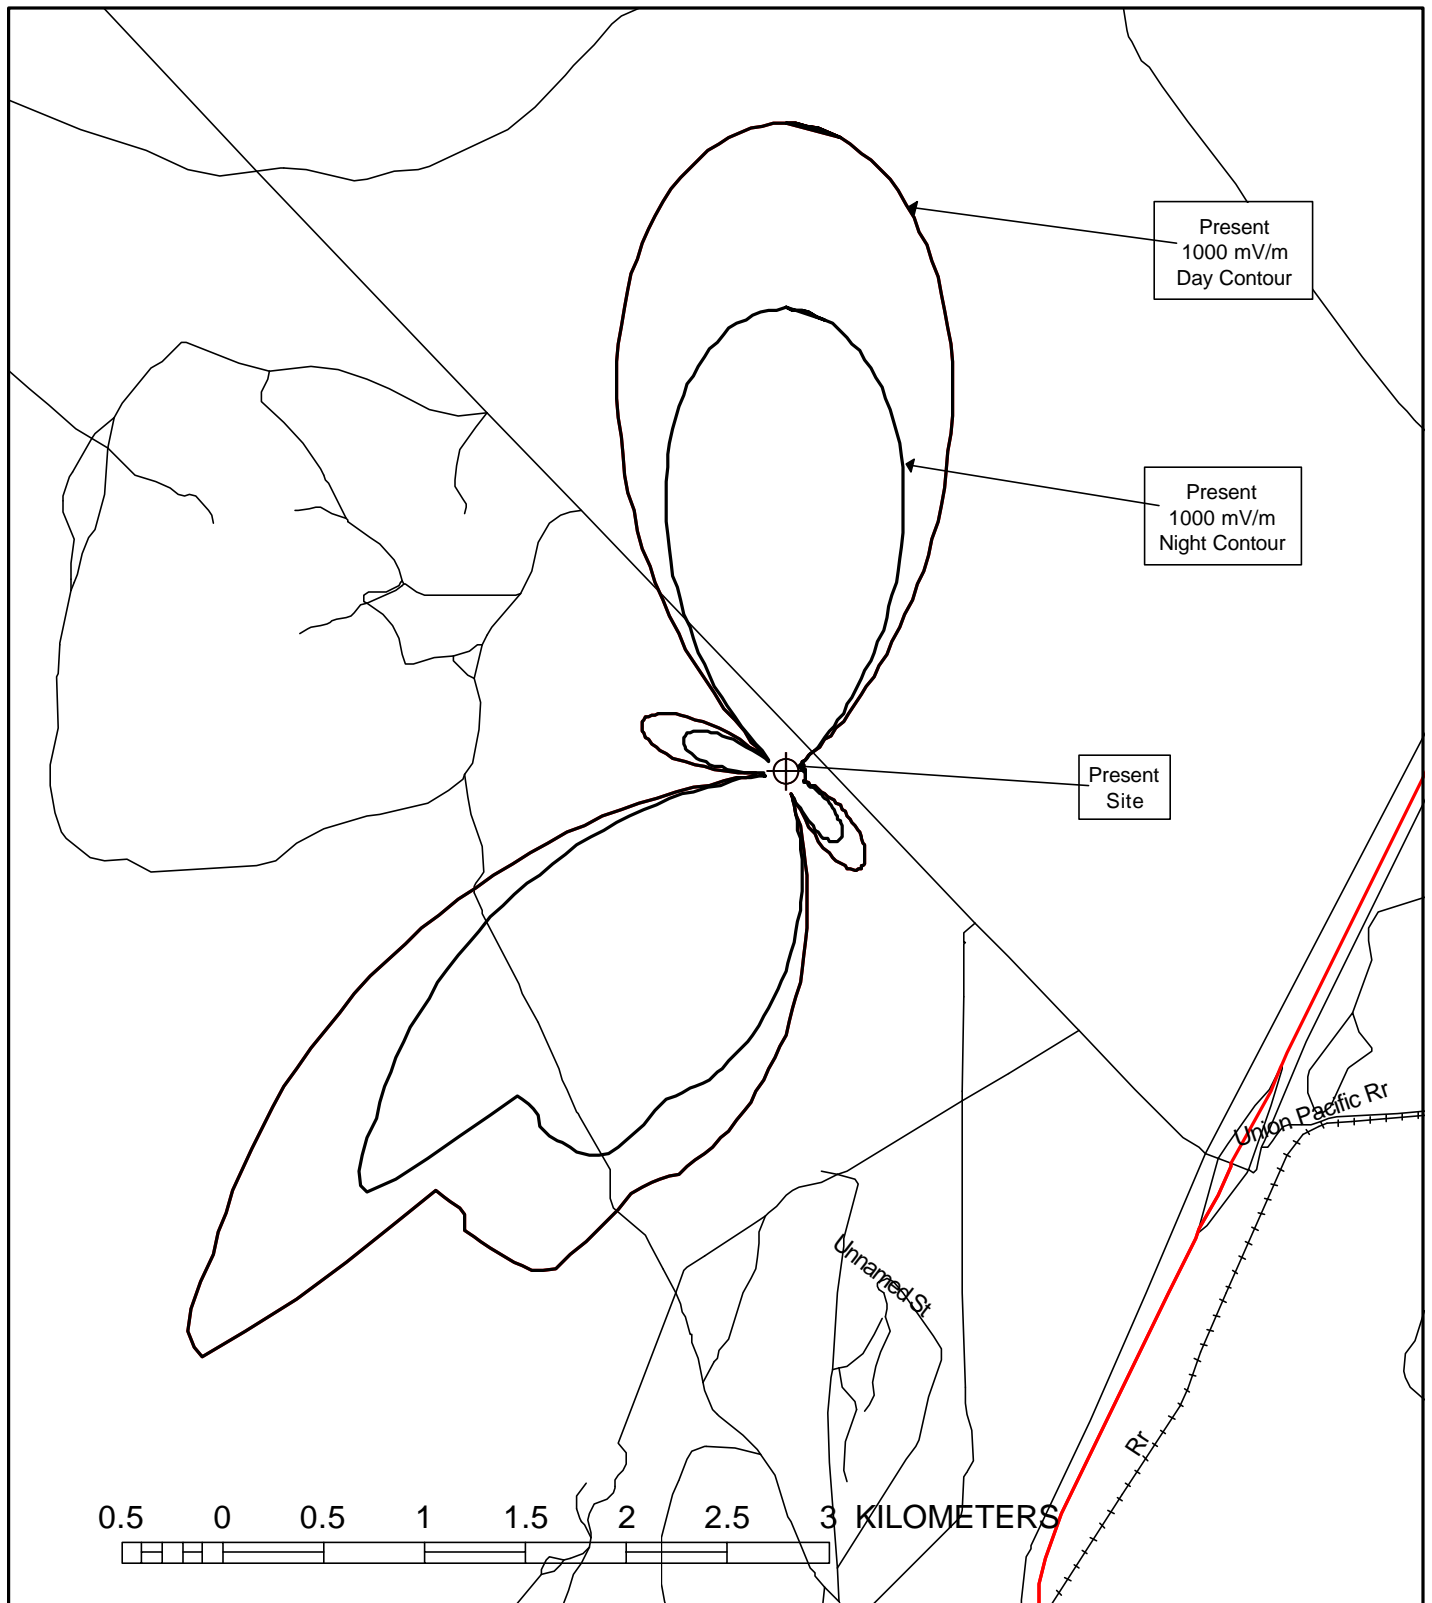 Present
1000 mV/m
Day Contour
Present
1000 mV/m
Night Contour
Present
Site
Union Pacific Rr
Unnamed St
Rr
0.5 0 0.5 1 1.5 2 2.5 3 KILOMETERS